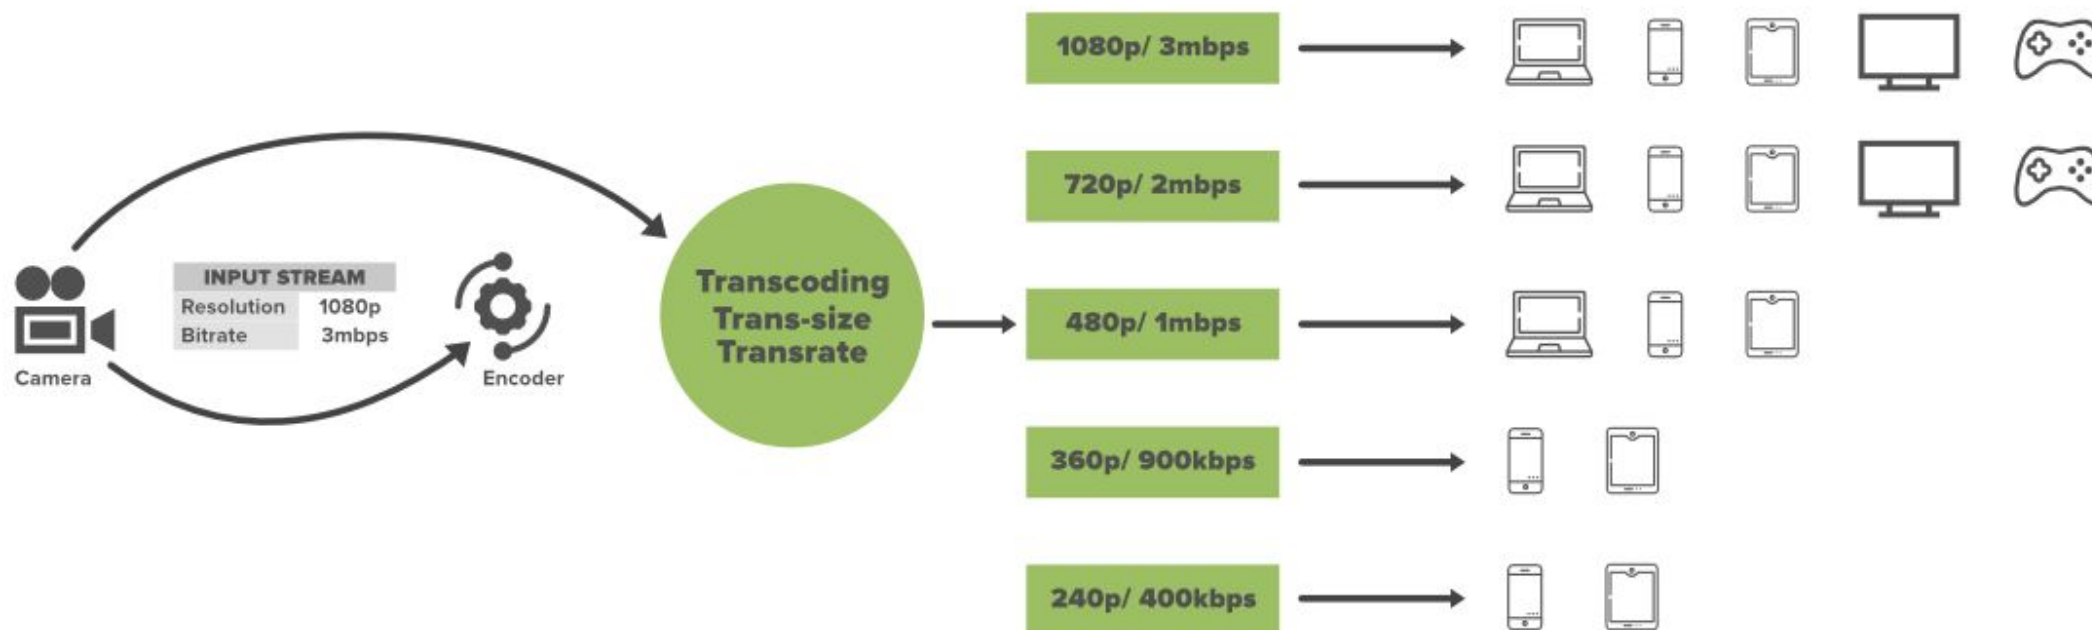 INPUT STREAM
Resolution 1080p
Bitrate 3mbps
Camera
Encoder
Transcoding
Trans-size
Transrate
1080p/ 3mbps
720p/ 2mbps
480p/ 1mbps
360p/ 900kbps
240p/ 400kbps